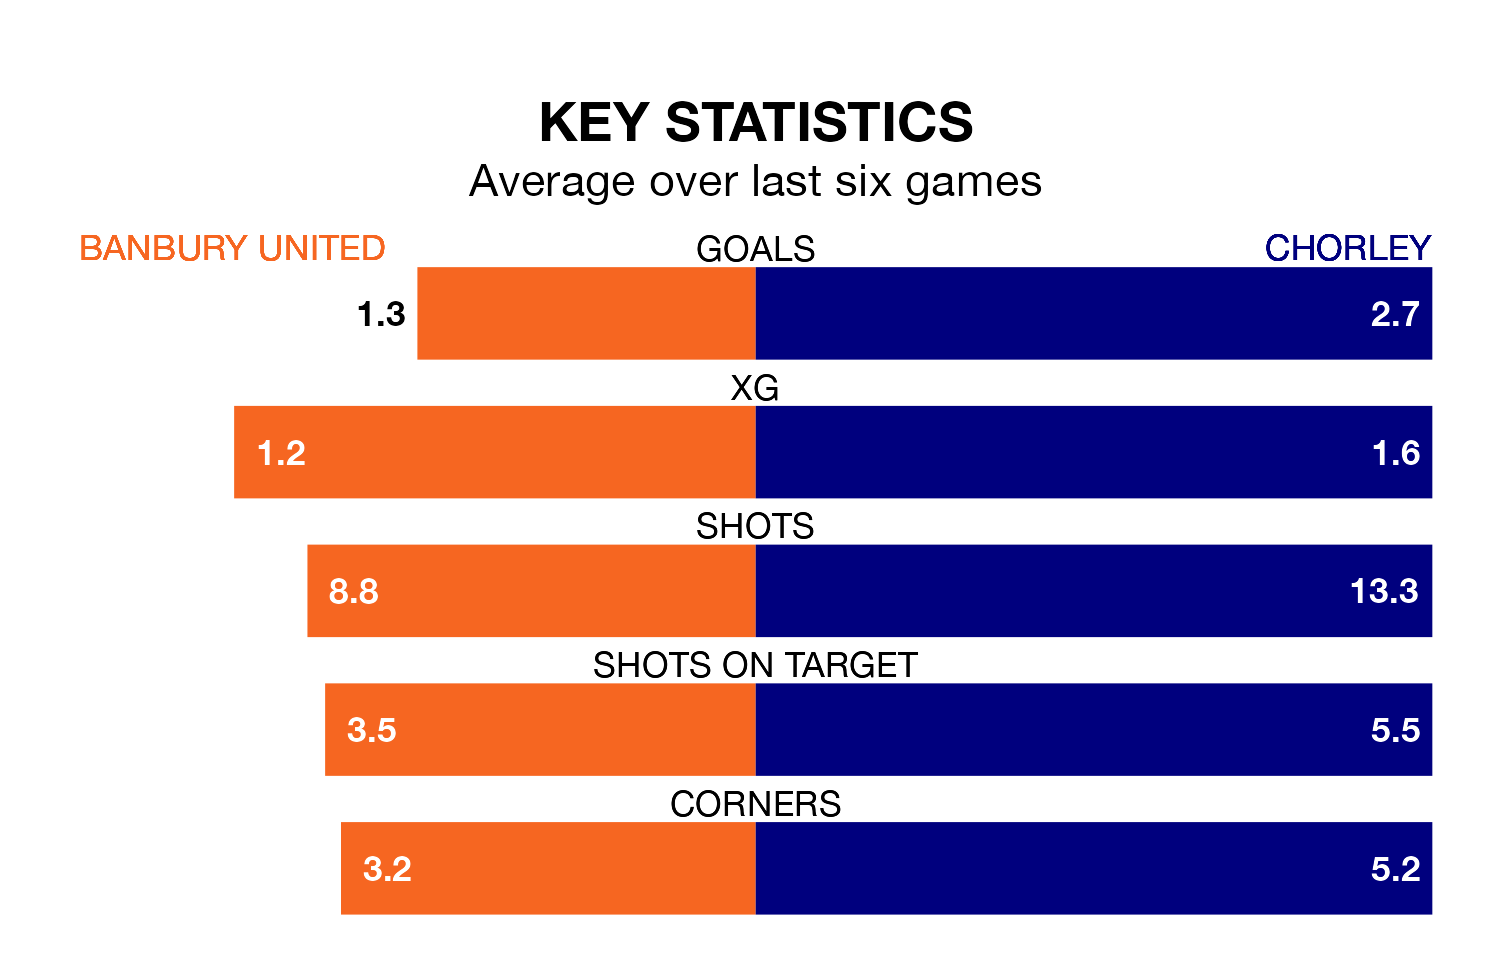 KEY STATISTICS
Average over last six games
BANBURY UNITED GOALS CHORLEY
1.3 2.7
XG
1.2 1.6
SHOTS
8.8 13.3
SHOTS ON TARGET
3.5 5.5
CORNERS
3.2 5.2